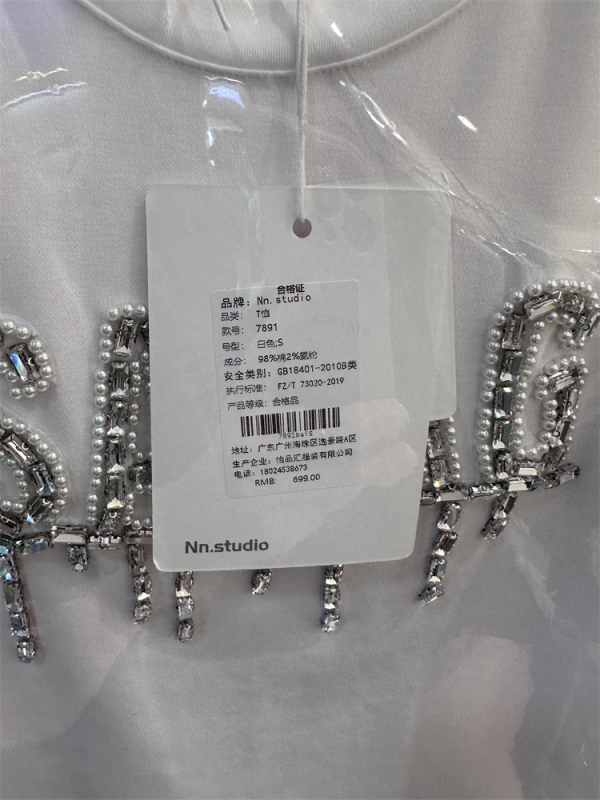 合格证
品牌: Nn.studio
品类: T恤
款号: 7891
号型: 白色;S
成分: 98%棉2%氨纶
安全类别: GB18401-2010B类
执行标准: FZ/T 73020-2019
产品等级: 合格品
7891baiS
地址: 广东广州海珠区逸景路A区
生产企业: 怡品汇服装有限公司
电话: 18024538673
RMB: 699.00
Nn.studio